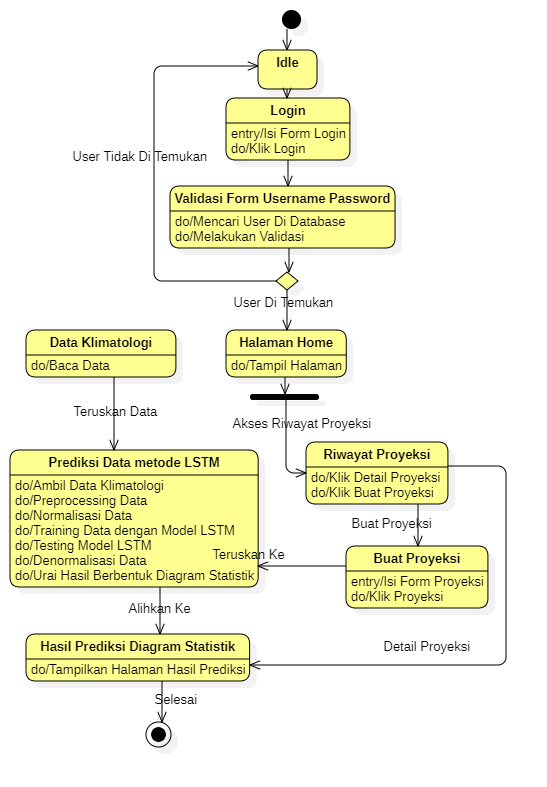 Idle
Login
entry/Isi Form Login
do/Klik Login
User Tidak Di Temukan
Validasi Form Username Password
do/Mencari User Di Database
do/Melakukan Validasi
User Di Temukan
Data Klimatologi
do/Baca Data
Halaman Home
do/Tampil Halaman
Teruskan Data
Akses Riwayat Proyeksi
Riwayat Proyeksi
do/Klik Detail Proyeksi
do/Klik Buat Proyeksi
Prediksi Data metode LSTM
do/Ambil Data Klimatologi
do/Preprocessing Data
do/Normalisasi Data
do/Training Data dengan Model LSTM
do/Testing Model LSTM
do/Denormalisasi Data
do/Urai Hasil Berbentuk Diagram Statistik
Buat Proyeksi
Teruskan Ke
Buat Proyeksi
entry/Isi Form Proyeksi
do/Klik Proyeksi
Alihkan Ke
Hasil Prediksi Diagram Statistik
do/Tampilkan Halaman Hasil Prediksi
Detail Proyeksi
Selesai